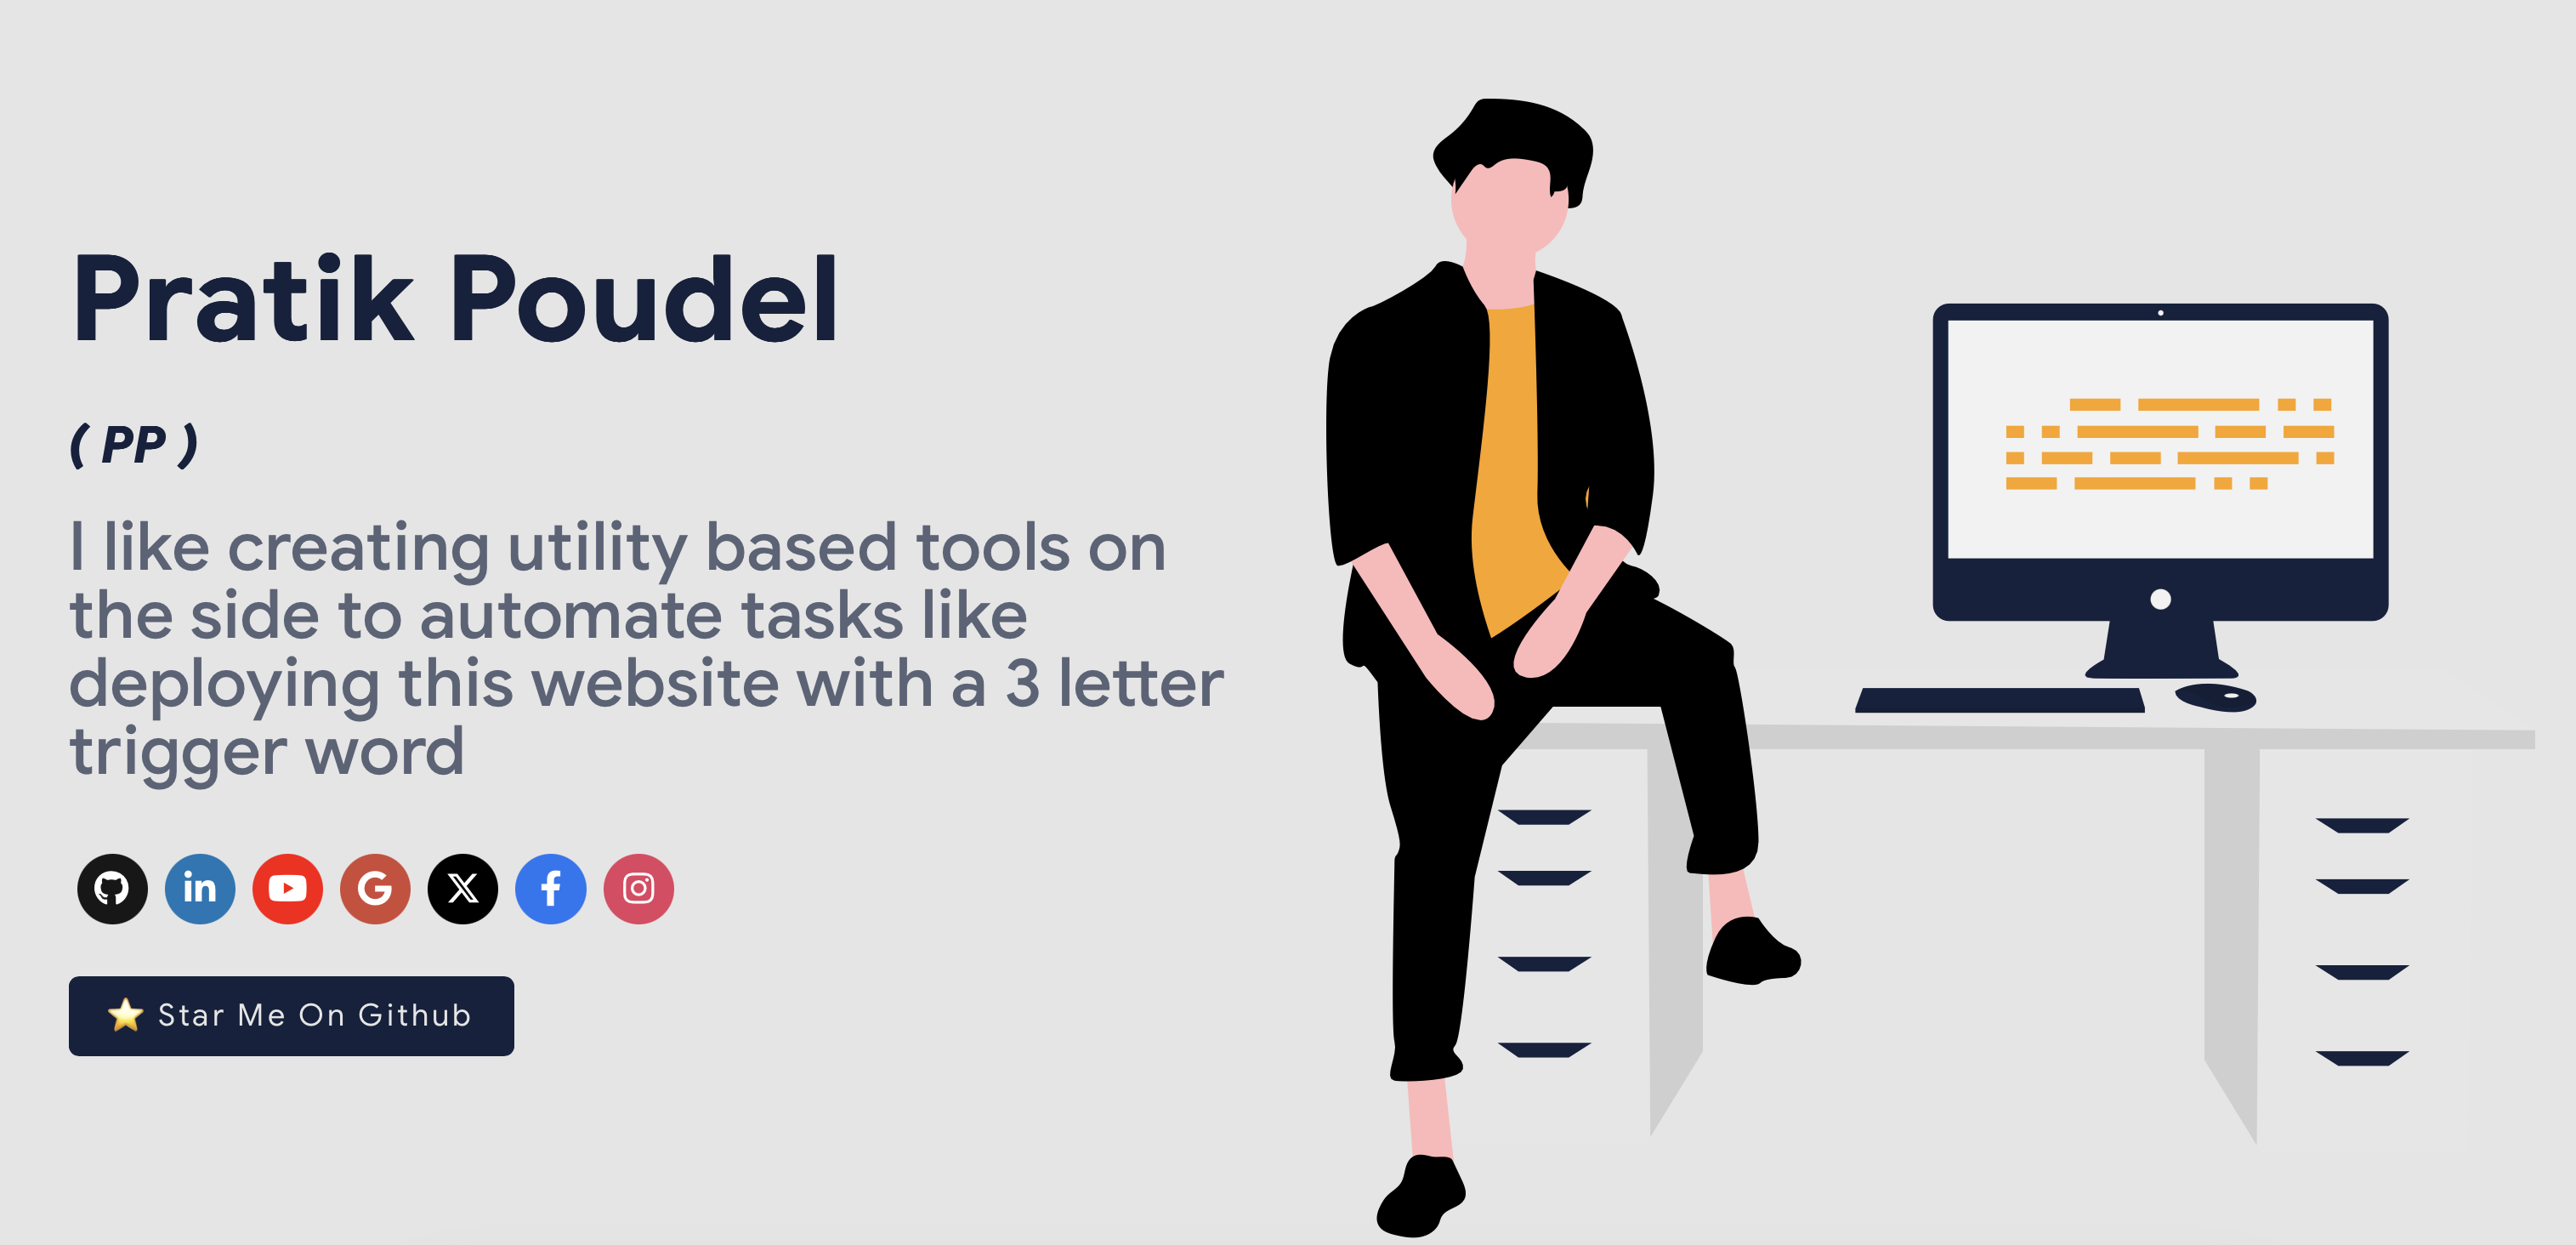 Pratik Poudel
( PP )
I like creating utility based tools on
the side to automate tasks like
deploying this website with a 3 letter
trigger word
⭐ Star Me On Github